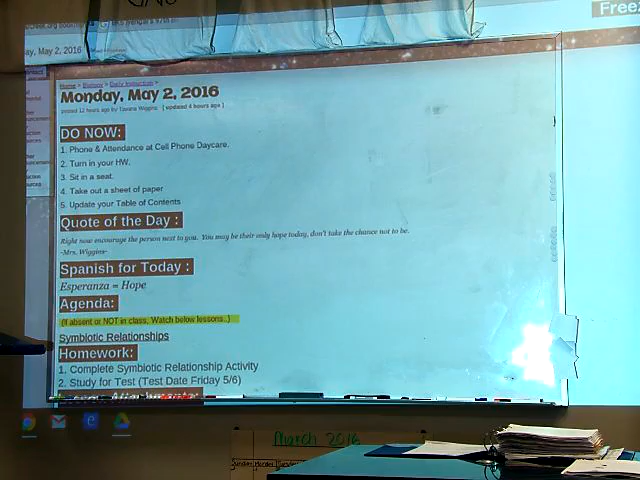 Free
ay, May 2, 2016
Home > Biology > Daily Instruction >
Monday, May 2, 2016
posted 12 hours ago by Tawana Wiggins [ updated 4 hours ago ]
DO NOW:
1. Phone & Attendance at Cell Phone Daycare.
2. Turn in your HW.
3. Sit in a seat.
4. Take out a sheet of paper
5. Update your Table of Contents
Quote of the Day :
Right now encourage the person next to you. You may be their only hope today, don't take the chance not to be.
-Mrs. Wiggins-
Spanish for Today :
Esperanza = Hope
Agenda:
(If absent or NOT in class, Watch below lessons..)
Symbiotic Relationships
Homework:
1. Complete Symbiotic Relationship Activity
2. Study for Test (Test Date Friday 5/6)
March 2016
Sunday Monday Tuesday